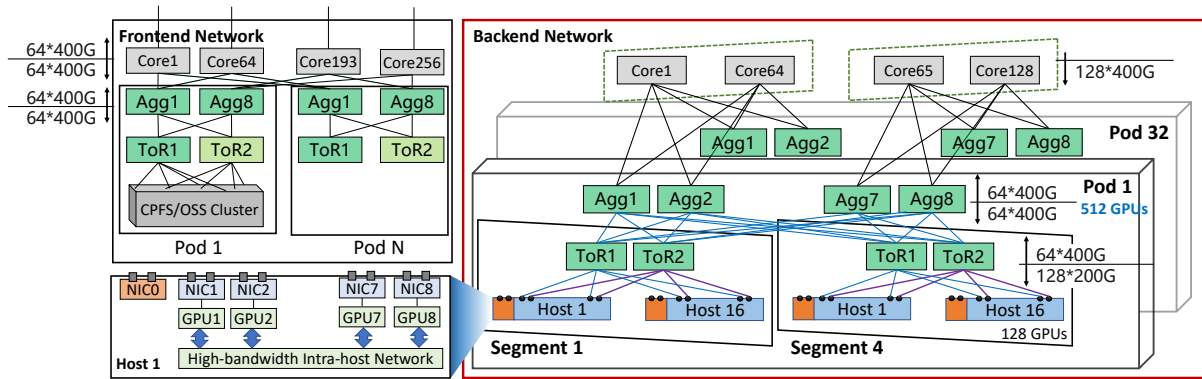 Frontend Network
64*400G
64*400G
Core1
Core64
Core193
Core256
64*400G
64*400G
Agg1
Agg8
Agg1
Agg8
ToR1
ToR2
ToR1
ToR2
CPFS/OSS Cluster
Pod 1
Pod N
NIC0
NIC1
NIC2
NIC7
NIC8
GPU1
GPU2
GPU7
GPU8
High-bandwidth Intra-host Network
Host 1
Backend Network
Core1
Core64
Core65
Core128
128*400G
Agg1
Agg2
Agg7
Agg8
Pod 32
Agg1
Agg2
Agg7
Agg8
64*400G
64*400G
Pod 1
512 GPUs
ToR1
ToR2
ToR1
ToR2
64*400G
128*200G
Host 1
Host 16
Host 1
Host 16
128 GPUs
Segment 1
Segment 4